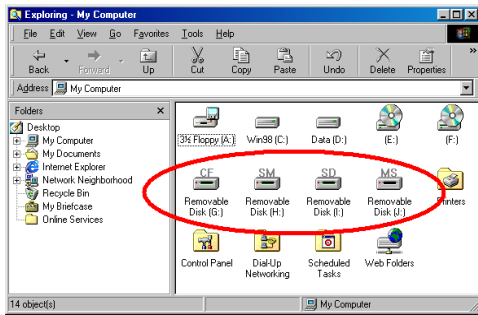 Exploring - My Computer
File Edit View Go Favorites Tools Help
Back Forward Up Cut Copy Paste Undo Delete Properties »
Address My Computer
Folders ×
Desktop
My Computer
My Documents
Internet Explorer
Network Neighborhood
Recycle Bin
My Briefcase
Online Services
3½ Floppy (A:) Win98 (C:) Data (D:) (E:) (F:)
CF SM SD MS
Removable Disk (G:) Removable Disk (H:) Removable Disk (I:) Removable Disk (J:) Printers
Control Panel Dial-Up Networking Scheduled Tasks Web Folders
14 object(s) My Computer